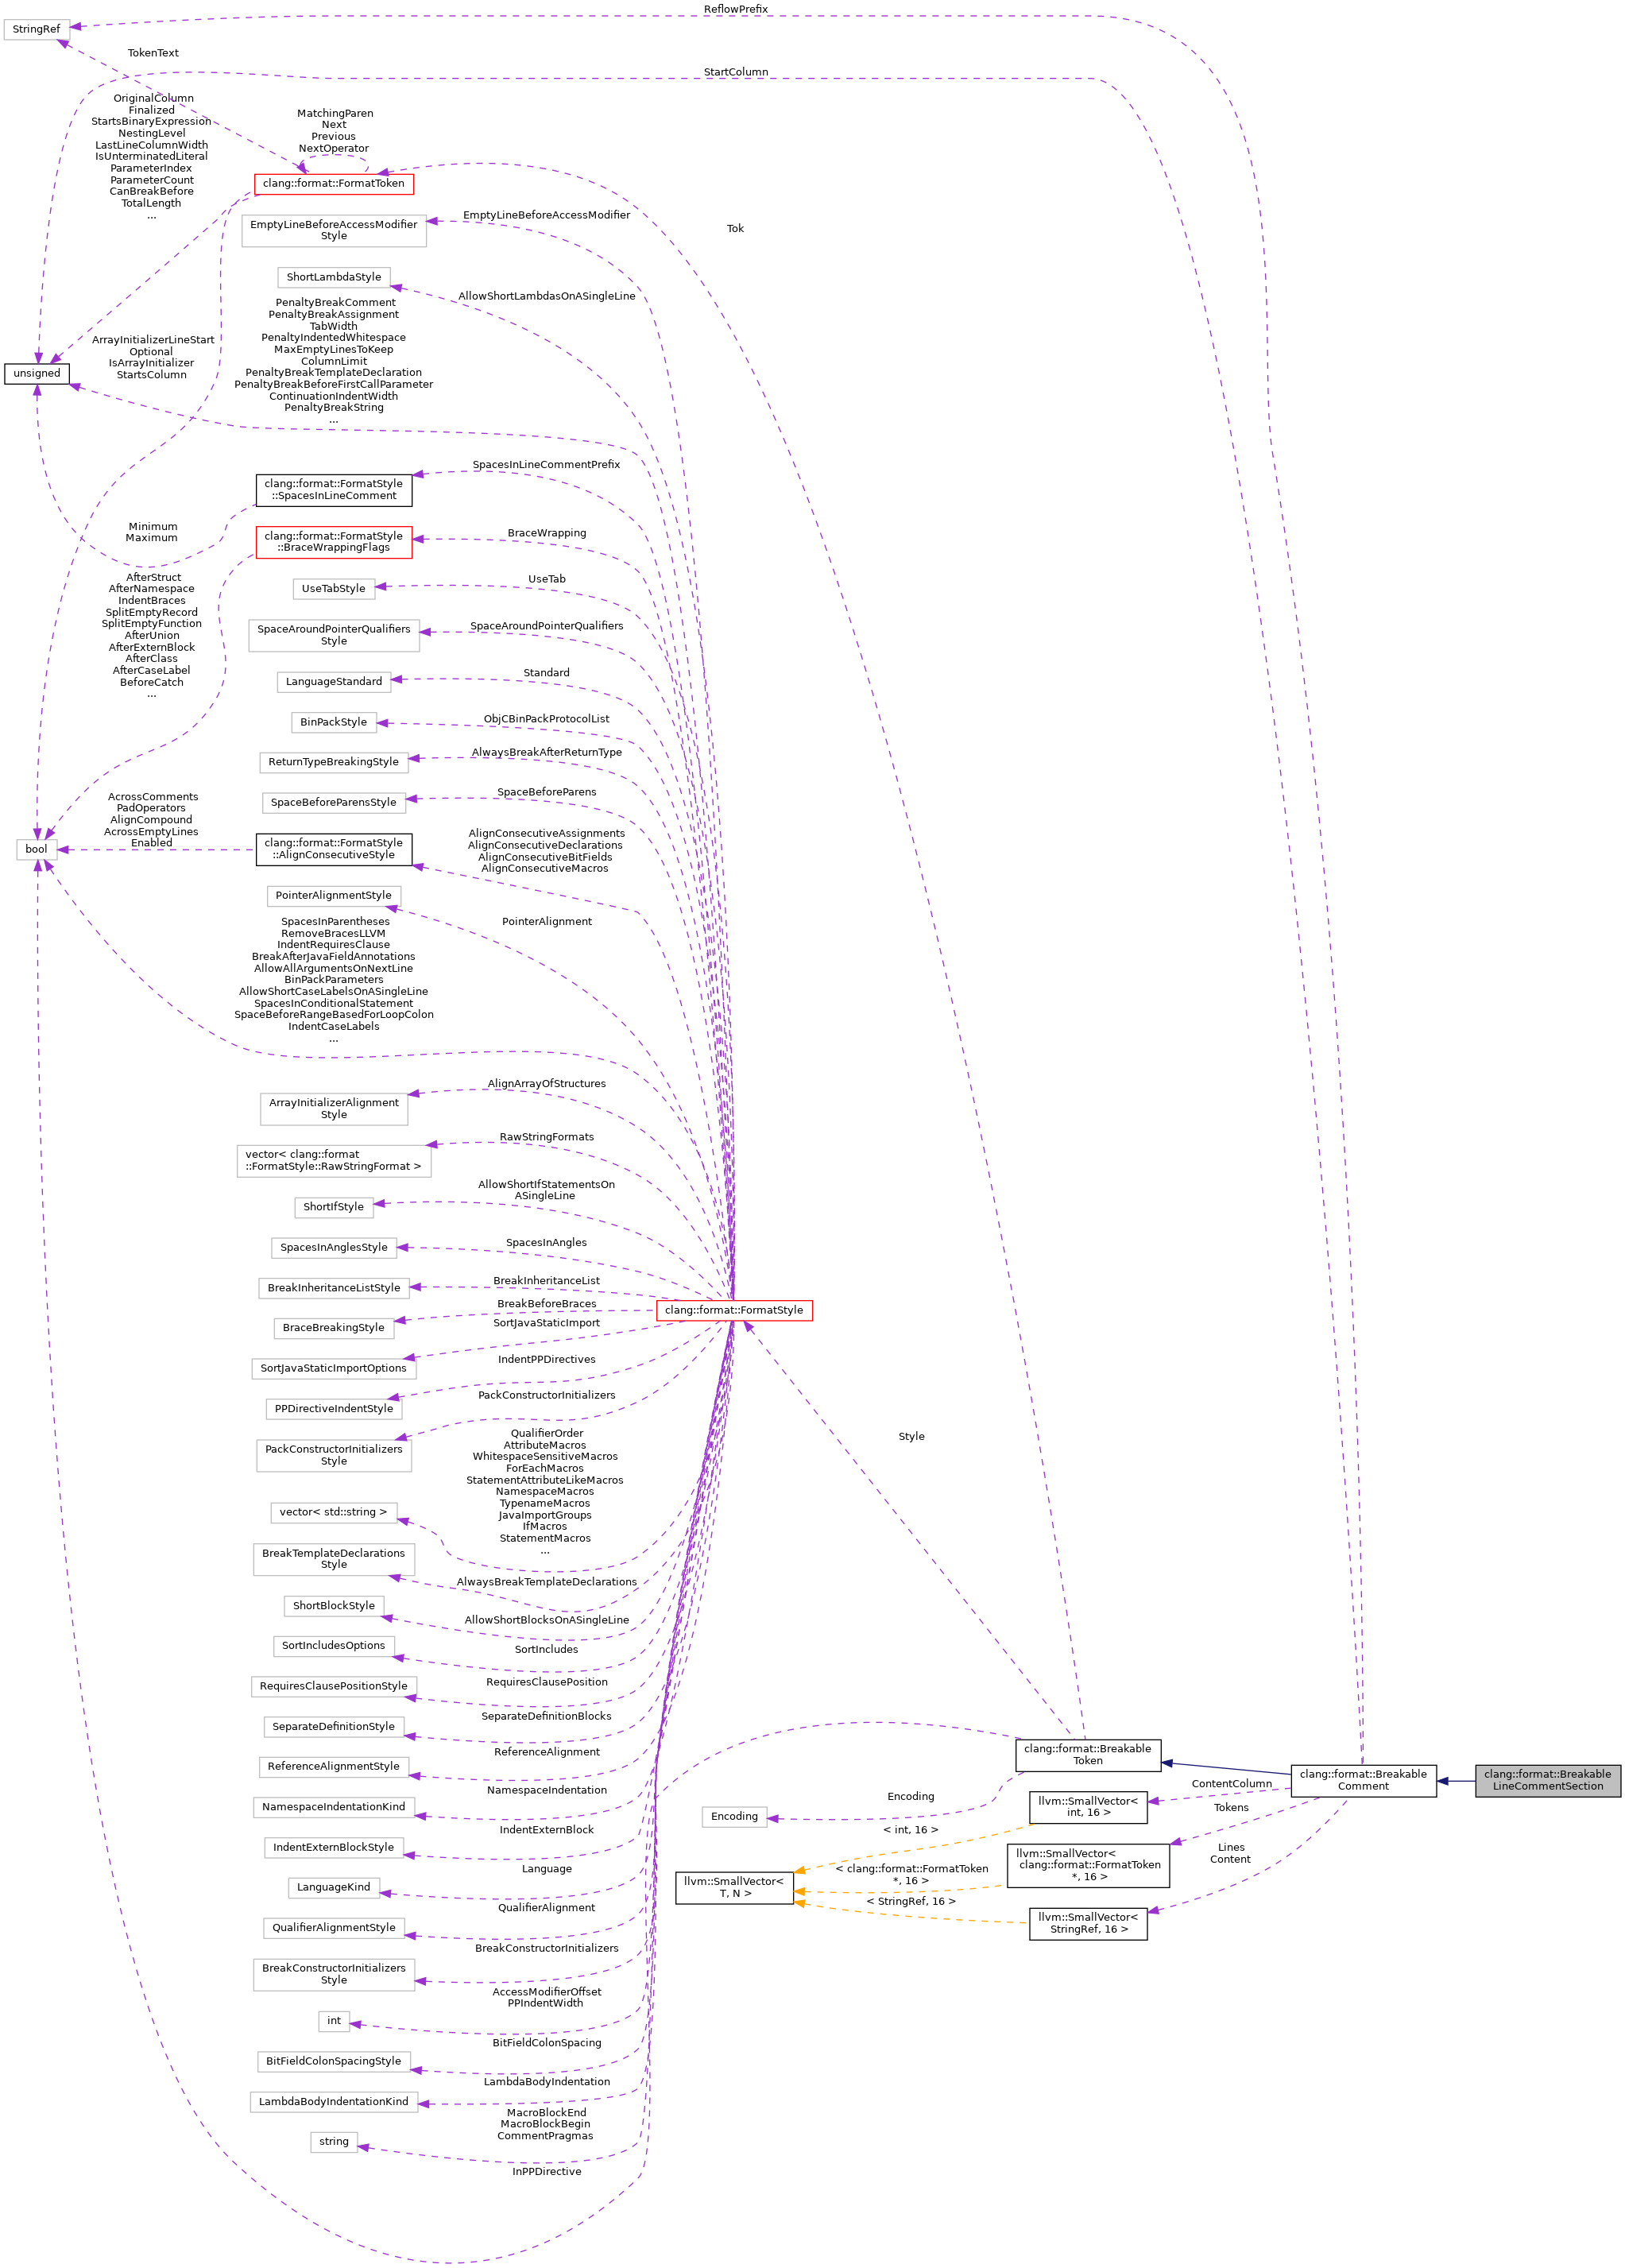 ReflowPrefix
StringRef
TokenText
StartColumn
OriginalColumn
Finalized
StartsBinaryExpression
NestingLevel
LastLineColumnWidth
IsUnterminatedLiteral
ParameterIndex
ParameterCount
CanBreakBefore
TotalLength
...
MatchingParen
Next
Previous
NextOperator
clang::format::FormatToken
EmptyLineBeforeAccessModifier
Style
EmptyLineBeforeAccessModifier
Tok
ShortLambdaStyle
AllowShortLambdasOnASingleLine
PenaltyBreakComment
PenaltyBreakAssignment
TabWidth
PenaltyIndentedWhitespace
MaxEmptyLinesToKeep
ColumnLimit
PenaltyBreakTemplateDeclaration
PenaltyBreakBeforeFirstCallParameter
ContinuationIndentWidth
PenaltyBreakString
...
ArrayInitializerLineStart
Optional
IsArrayInitializer
StartsColumn
unsigned
clang::format::FormatStyle
::SpacesInLineComment
SpacesInLineCommentPrefix
Minimum
Maximum
clang::format::FormatStyle
::BraceWrappingFlags
BraceWrapping
AfterStruct
AfterNamespace
IndentBraces
SplitEmptyRecord
SplitEmptyFunction
AfterUnion
AfterExternBlock
AfterClass
AfterCaseLabel
BeforeCatch
...
UseTabStyle
UseTab
SpaceAroundPointerQualifiers
Style
SpaceAroundPointerQualifiers
LanguageStandard
Standard
BinPackStyle
ObjCBinPackProtocolList
ReturnTypeBreakingStyle
AlwaysBreakAfterReturnType
SpaceBeforeParensStyle
SpaceBeforeParens
AcrossComments
PadOperators
AlignCompound
AcrossEmptyLines
Enabled
bool
clang::format::FormatStyle
::AlignConsecutiveStyle
AlignConsecutiveAssignments
AlignConsecutiveDeclarations
AlignConsecutiveBitFields
AlignConsecutiveMacros
PointerAlignmentStyle
PointerAlignment
SpacesInParentheses
RemoveBracesLLVM
IndentRequiresClause
BreakAfterJavaFieldAnnotations
AllowAllArgumentsOnNextLine
BinPackParameters
AllowShortCaseLabelsOnASingleLine
SpacesInConditionalStatement
SpaceBeforeRangeBasedForLoopColon
IndentCaseLabels
...
ArrayInitializerAlignment
Style
AlignArrayOfStructures
vector< clang::format
::FormatStyle::RawStringFormat >
RawStringFormats
ShortIfStyle
AllowShortIfStatementsOn
ASingleLine
SpacesInAnglesStyle
SpacesInAngles
BreakInheritanceListStyle
BreakInheritanceList
clang::format::FormatStyle
BraceBreakingStyle
BreakBeforeBraces
SortJavaStaticImportOptions
SortJavaStaticImport
PPDirectiveIndentStyle
IndentPPDirectives
PackConstructorInitializers
Style
PackConstructorInitializers
Style
QualifierOrder
AttributeMacros
WhitespaceSensitiveMacros
ForEachMacros
StatementAttributeLikeMacros
NamespaceMacros
TypenameMacros
JavaImportGroups
IfMacros
StatementMacros
...
vector< std::string >
BreakTemplateDeclarations
Style
AlwaysBreakTemplateDeclarations
ShortBlockStyle
AllowShortBlocksOnASingleLine
SortIncludesOptions
SortIncludes
RequiresClausePositionStyle
RequiresClausePosition
SeparateDefinitionStyle
SeparateDefinitionBlocks
ReferenceAlignmentStyle
ReferenceAlignment
NamespaceIndentationKind
NamespaceIndentation
IndentExternBlockStyle
IndentExternBlock
LanguageKind
Language
QualifierAlignmentStyle
QualifierAlignment
BreakConstructorInitializers
Style
BreakConstructorInitializers
int
AccessModifierOffset
PPIndentWidth
BitFieldColonSpacingStyle
BitFieldColonSpacing
LambdaBodyIndentationKind
LambdaBodyIndentation
string
MacroBlockEnd
MacroBlockBegin
CommentPragmas
InPPDirective
clang::format::Breakable
Token
clang::format::Breakable
Comment
clang::format::Breakable
LineCommentSection
Encoding
Encoding
ContentColumn
Tokens
Lines
Content
llvm::SmallVector<
int, 16 >
llvm::SmallVector<
clang::format::FormatToken
*, 16 >
llvm::SmallVector<
StringRef, 16 >
< int, 16 >
< clang::format::FormatToken
*, 16 >
< StringRef, 16 >
llvm::SmallVector<
T, N >